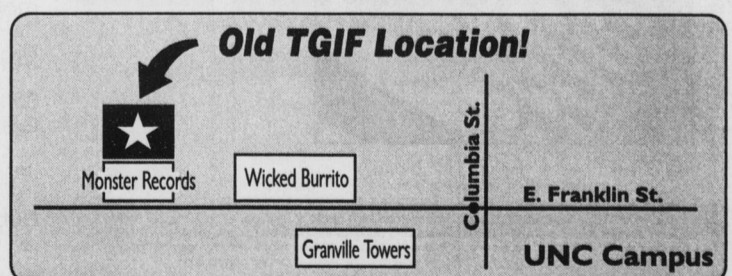 Old TGIF Location!
Columbia St.
Monster Records
Wicked Burrito
E. Franklin St.
Granville Towers
UNC Campus